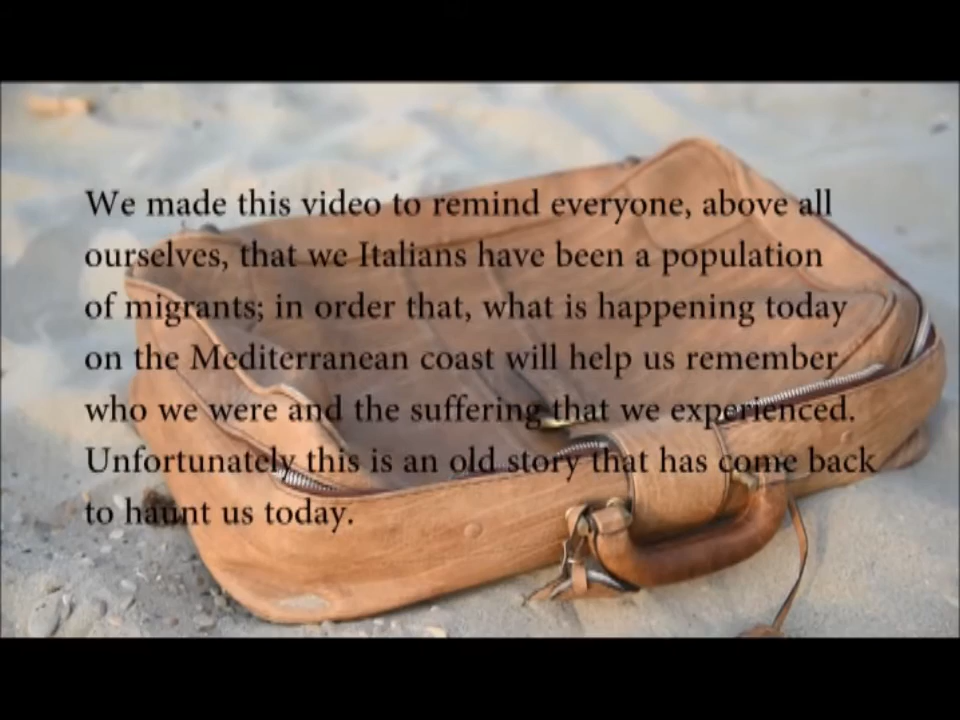 We made this video to remind everyone, above all
ourselves, that we Italians have been a population
of migrants; in order that, what is happening today
on the Mediterranean coast will help us remember
who we were and the suffering that we experienced.
Unfortunately this is an old story that has come back
to haunt us today.